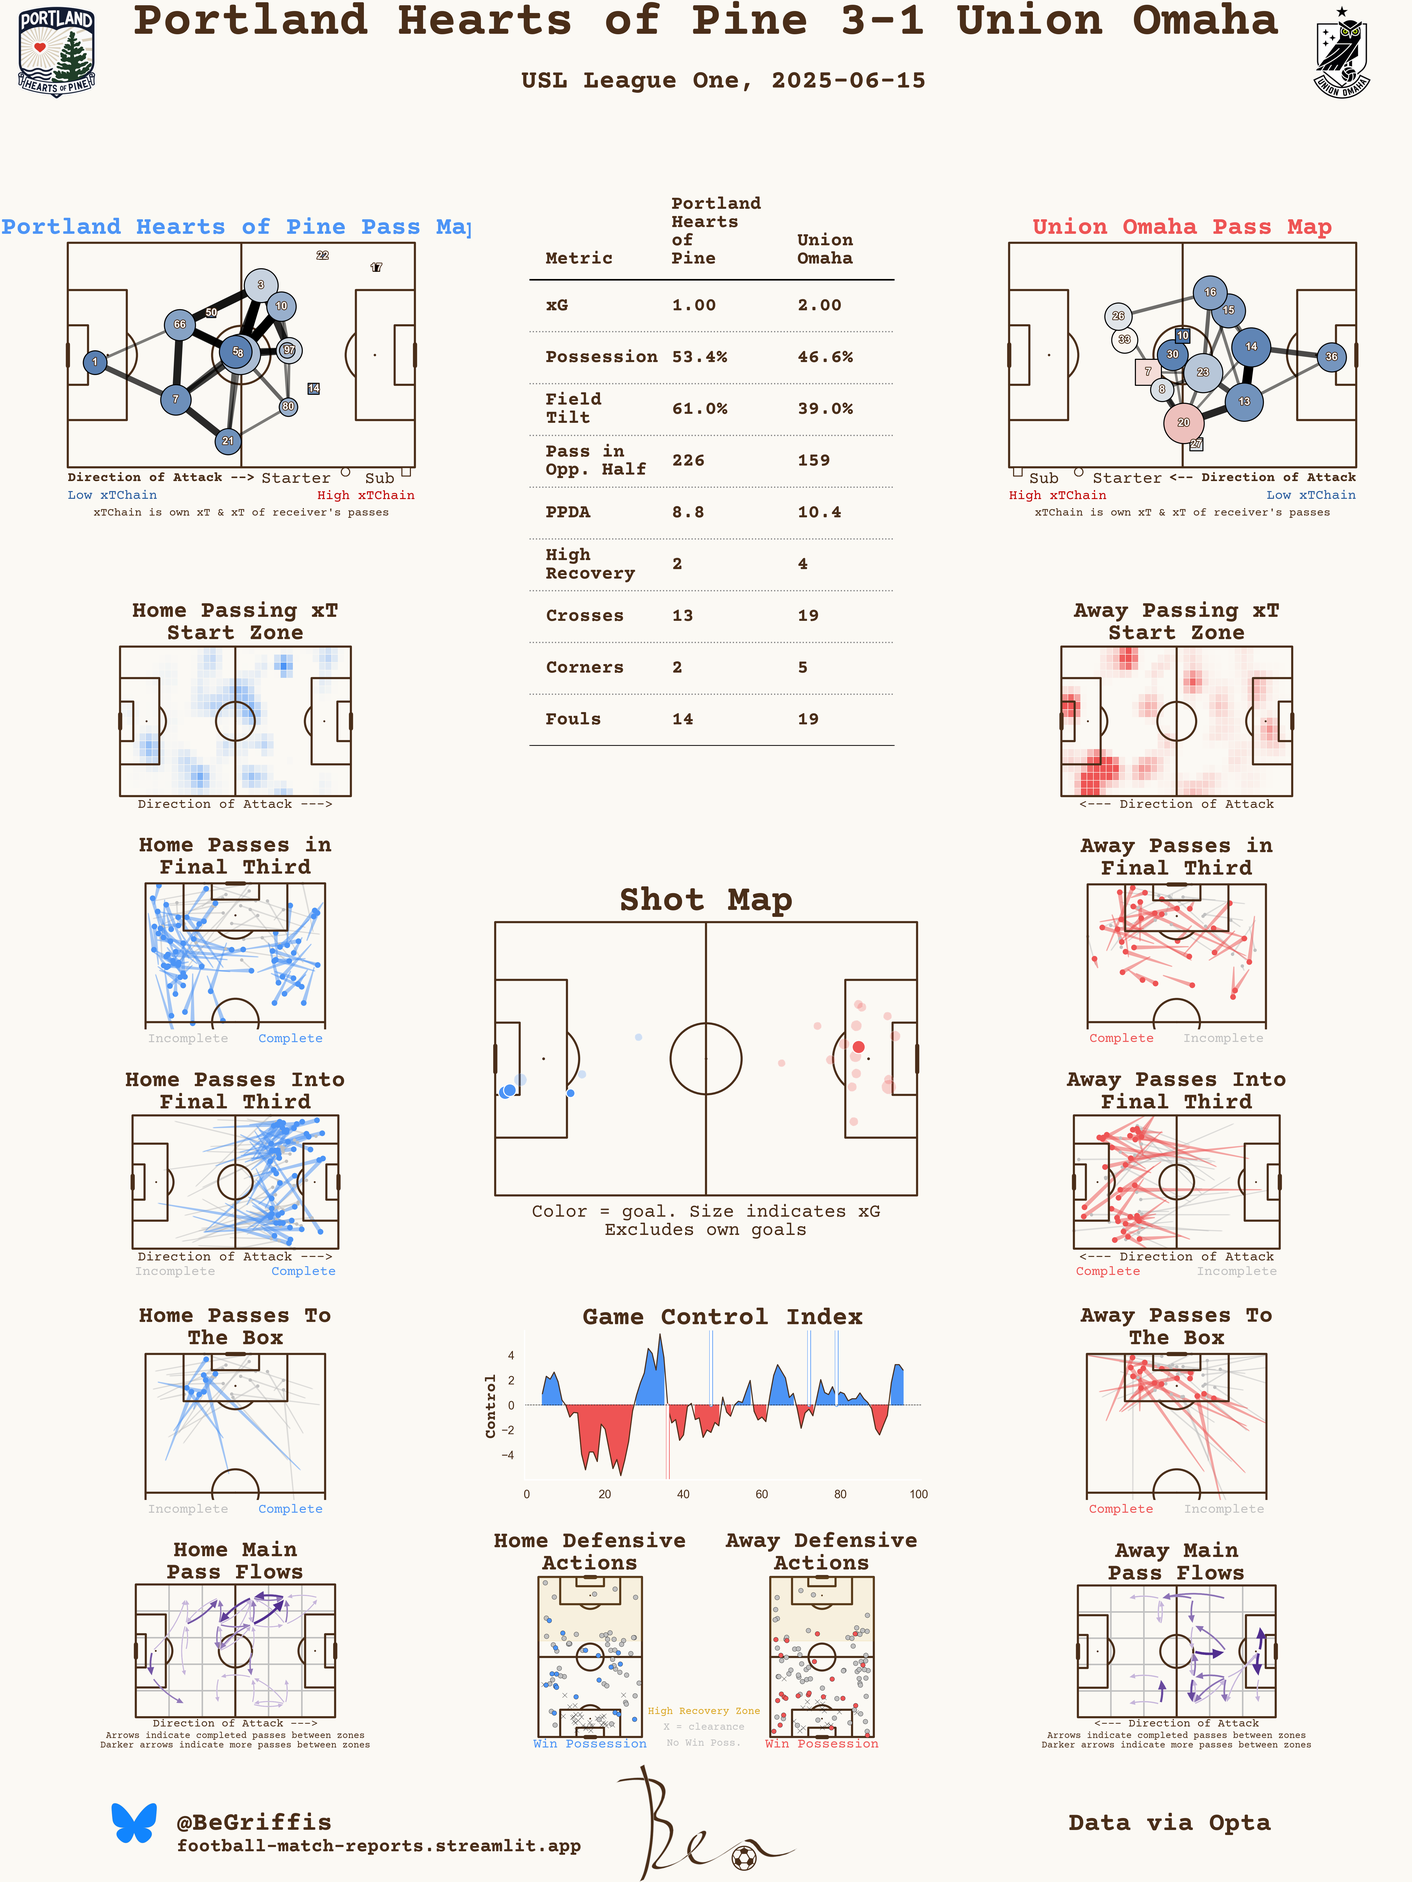 Portland Hearts of Pine 3-1 Union Omaha
USL League One, 2025-06-15
PORTLAND
HEARTS OF PINE
UNION OMAHA
Portland Hearts of Pine Pass Map
22
17
3
10
50
66
5
8
97
1
14
7
80
21
Direction of Attack --> Starter Sub
Low xTChain High xTChain
xTChain is own xT & xT of receiver's passes
Metric Portland Hearts of Pine Union Omaha
xG 1.00 2.00
Possession 53.4% 46.6%
Field Tilt 61.0% 39.0%
Pass in Opp. Half 226 159
PPDA 8.8 10.4
High Recovery 2 4
Crosses 13 19
Corners 2 5
Fouls 14 19
Union Omaha Pass Map
16
15
26
10
33
14
30
36
7
23
8
13
20
27
Sub Starter <-- Direction of Attack
High xTChain Low xTChain
xTChain is own xT & xT of receiver's passes
Home Passing xT
Start Zone
Direction of Attack --->
Away Passing xT
Start Zone
<--- Direction of Attack
Home Passes in
Final Third
Incomplete Complete
Away Passes in
Final Third
Complete Incomplete
Shot Map
Color = goal. Size indicates xG
Excludes own goals
Home Passes Into
Final Third
Direction of Attack --->
Incomplete Complete
Away Passes Into
Final Third
<--- Direction of Attack
Complete Incomplete
Home Passes To
The Box
Incomplete Complete
Game Control Index
Control
4
2
0
−2
−4
0 20 40 60 80 100
Away Passes To
The Box
Complete Incomplete
Home Main
Pass Flows
Direction of Attack --->
Arrows indicate completed passes between zones
Darker arrows indicate more passes between zones
Home Defensive
Actions
Win Possession
Away Defensive
Actions
Win Possession
High Recovery Zone
X = clearance
No Win Poss.
Away Main
Pass Flows
<--- Direction of Attack
Arrows indicate completed passes between zones
Darker arrows indicate more passes between zones
@BeGriffis
football-match-reports.streamlit.app
Ben
Data via Opta